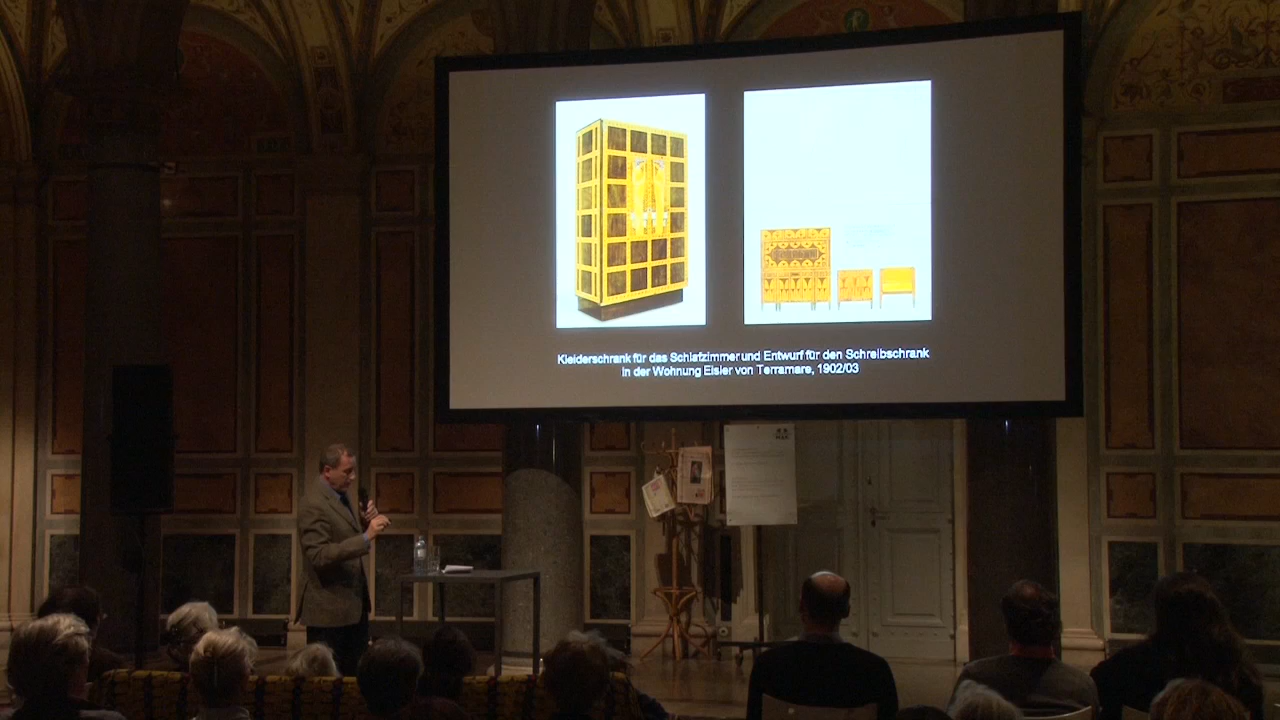 Kleiderschrank für das Schlafzimmer und Entwurf für den Schreibschrank
in der Wohnung Eisler von Terramare, 1902/03